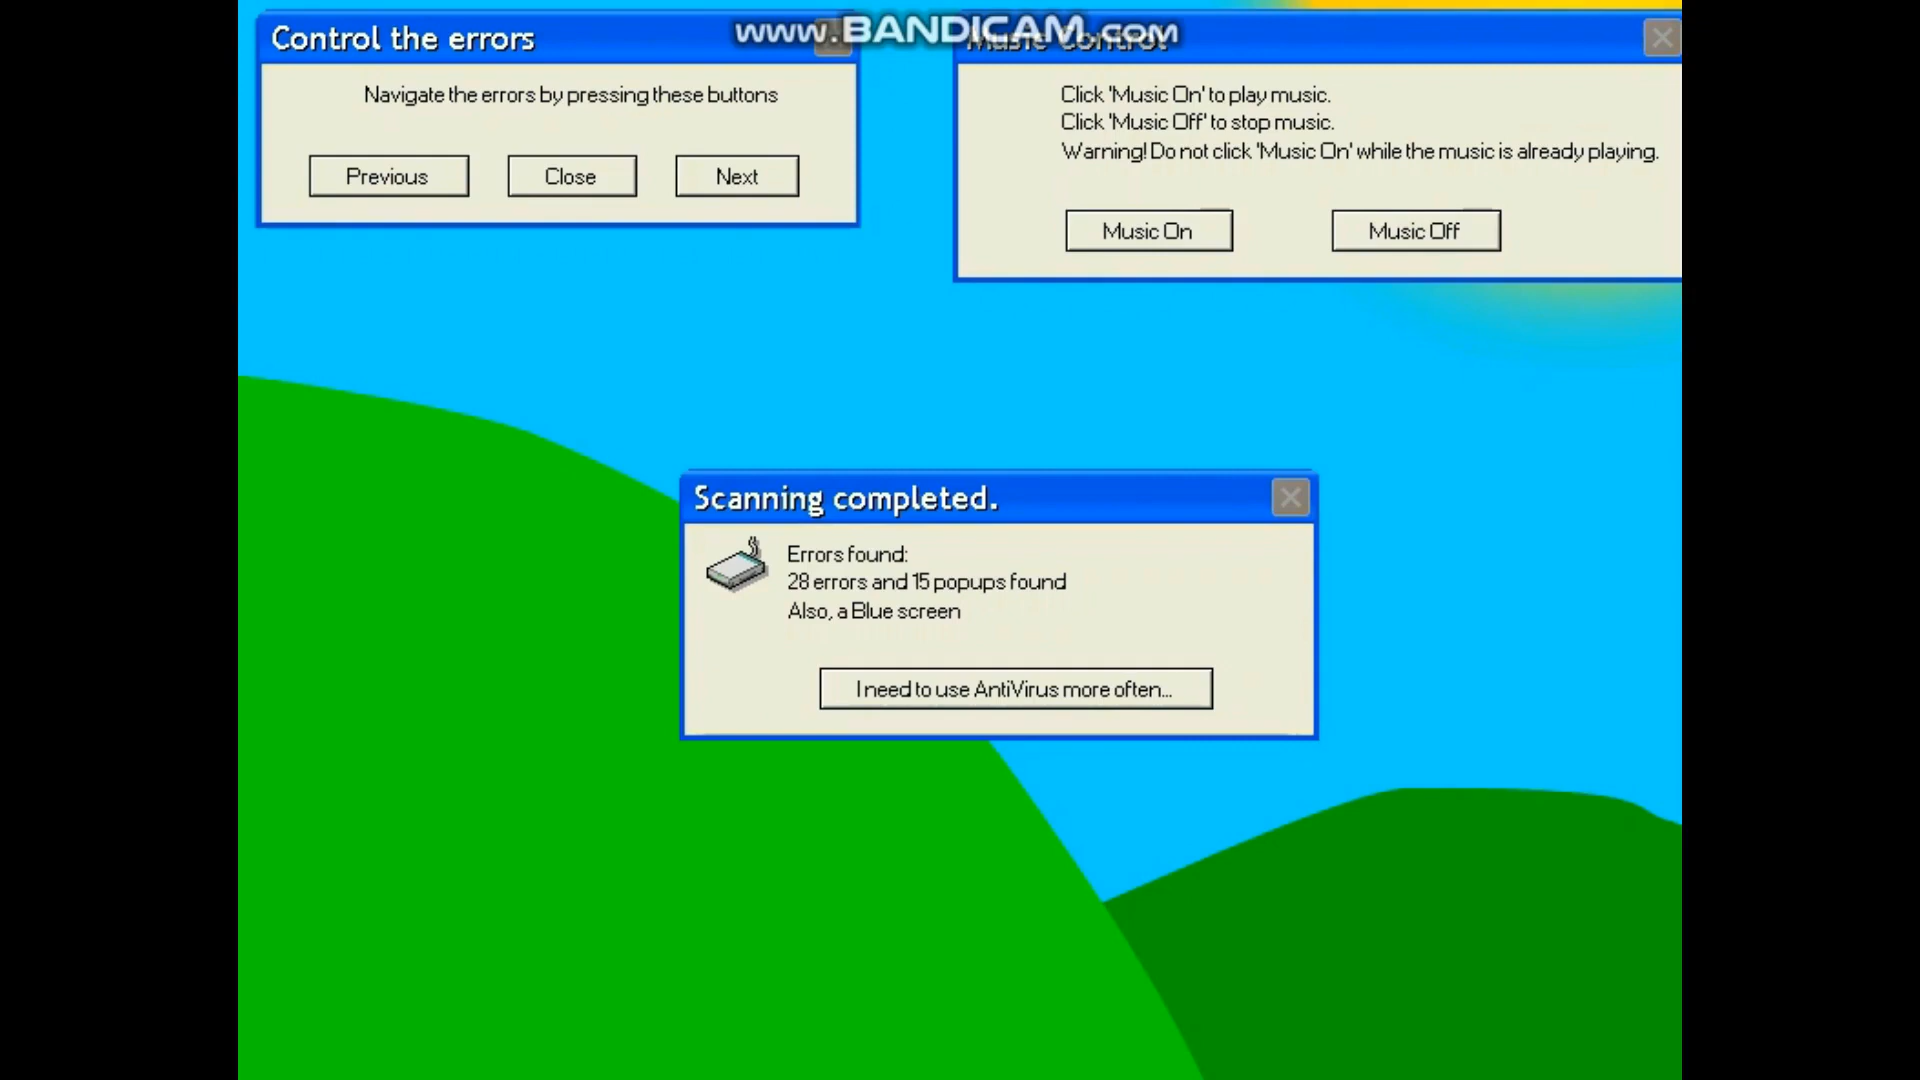 www.BANDICAM.com
Control the errors
Navigate the errors by pressing these buttons
Previous
Close
Next
Music Control
Click 'Music On' to play music.
Click 'Music Off' to stop music.
Warning! Do not click 'Music On' while the music is already playing.
Music On
Music Off
Scanning completed.
Errors found:
28 errors and 15 popups found
Also, a Blue screen
I need to use AntiVirus more often...